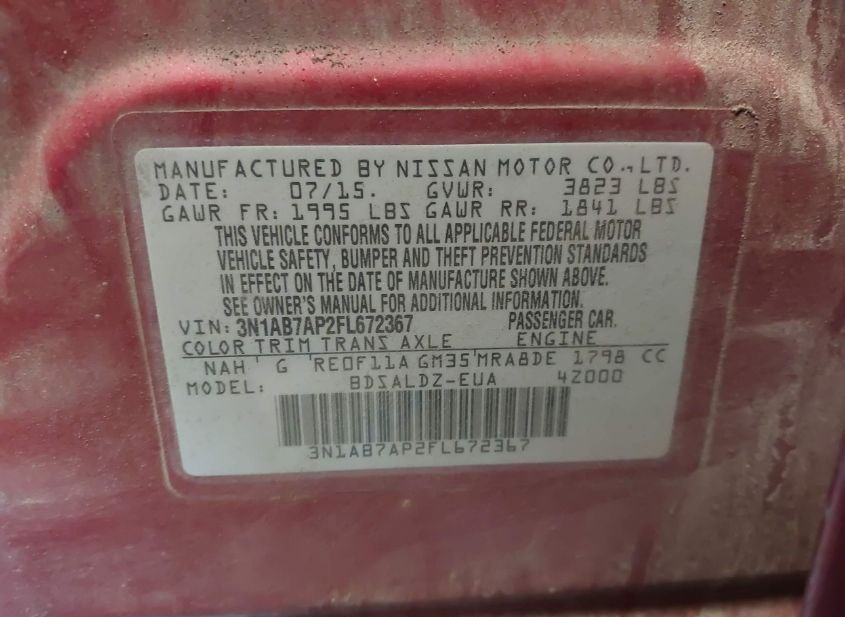 MANUFACTURED BY NISSAN MOTOR CO., LTD.
DATE: 07/15. GVWR: 3823 LBS
GAWR FR: 1995 LBS GAWR RR: 1841 LBS
THIS VEHICLE CONFORMS TO ALL APPLICABLE FEDERAL MOTOR
VEHICLE SAFETY, BUMPER AND THEFT PREVENTION STANDARDS
IN EFFECT ON THE DATE OF MANUFACTURE SHOWN ABOVE.
SEE OWNER'S MANUAL FOR ADDITIONAL INFORMATION.
VIN: 3N1AB7AP2FL672367 PASSENGER CAR.
COLOR TRIM TRANS AXLE ENGINE
NAH G RE0F11A GM35 MRA8DE 1798 CC
MODEL: BDSALDZ-EUA 4Z000
3N1AB7AP2FL672367